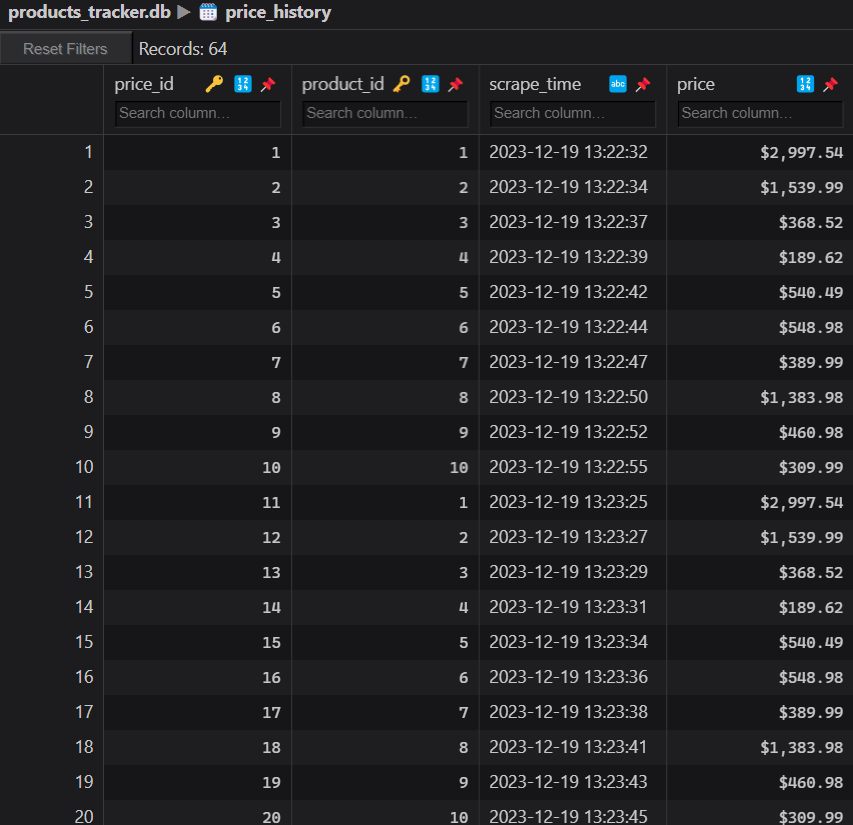 products_tracker.db ▶ price_history
Reset Filters Records: 64
price_id product_id scrape_time abc price
Search column... Search column... Search column... Search column...
1 1 1 2023-12-19 13:22:32 $2,997.54
2 2 2 2023-12-19 13:22:34 $1,539.99
3 3 3 2023-12-19 13:22:37 $368.52
4 4 4 2023-12-19 13:22:39 $189.62
5 5 5 2023-12-19 13:22:42 $540.49
6 6 6 2023-12-19 13:22:44 $548.98
7 7 7 2023-12-19 13:22:47 $389.99
8 8 8 2023-12-19 13:22:50 $1,383.98
9 9 9 2023-12-19 13:22:52 $460.98
10 10 10 2023-12-19 13:22:55 $309.99
11 11 1 2023-12-19 13:23:25 $2,997.54
12 12 2 2023-12-19 13:23:27 $1,539.99
13 13 3 2023-12-19 13:23:29 $368.52
14 14 4 2023-12-19 13:23:31 $189.62
15 15 5 2023-12-19 13:23:34 $540.49
16 16 6 2023-12-19 13:23:36 $548.98
17 17 7 2023-12-19 13:23:38 $389.99
18 18 8 2023-12-19 13:23:41 $1,383.98
19 19 9 2023-12-19 13:23:43 $460.98
20 20 10 2023-12-19 13:23:45 $309.99